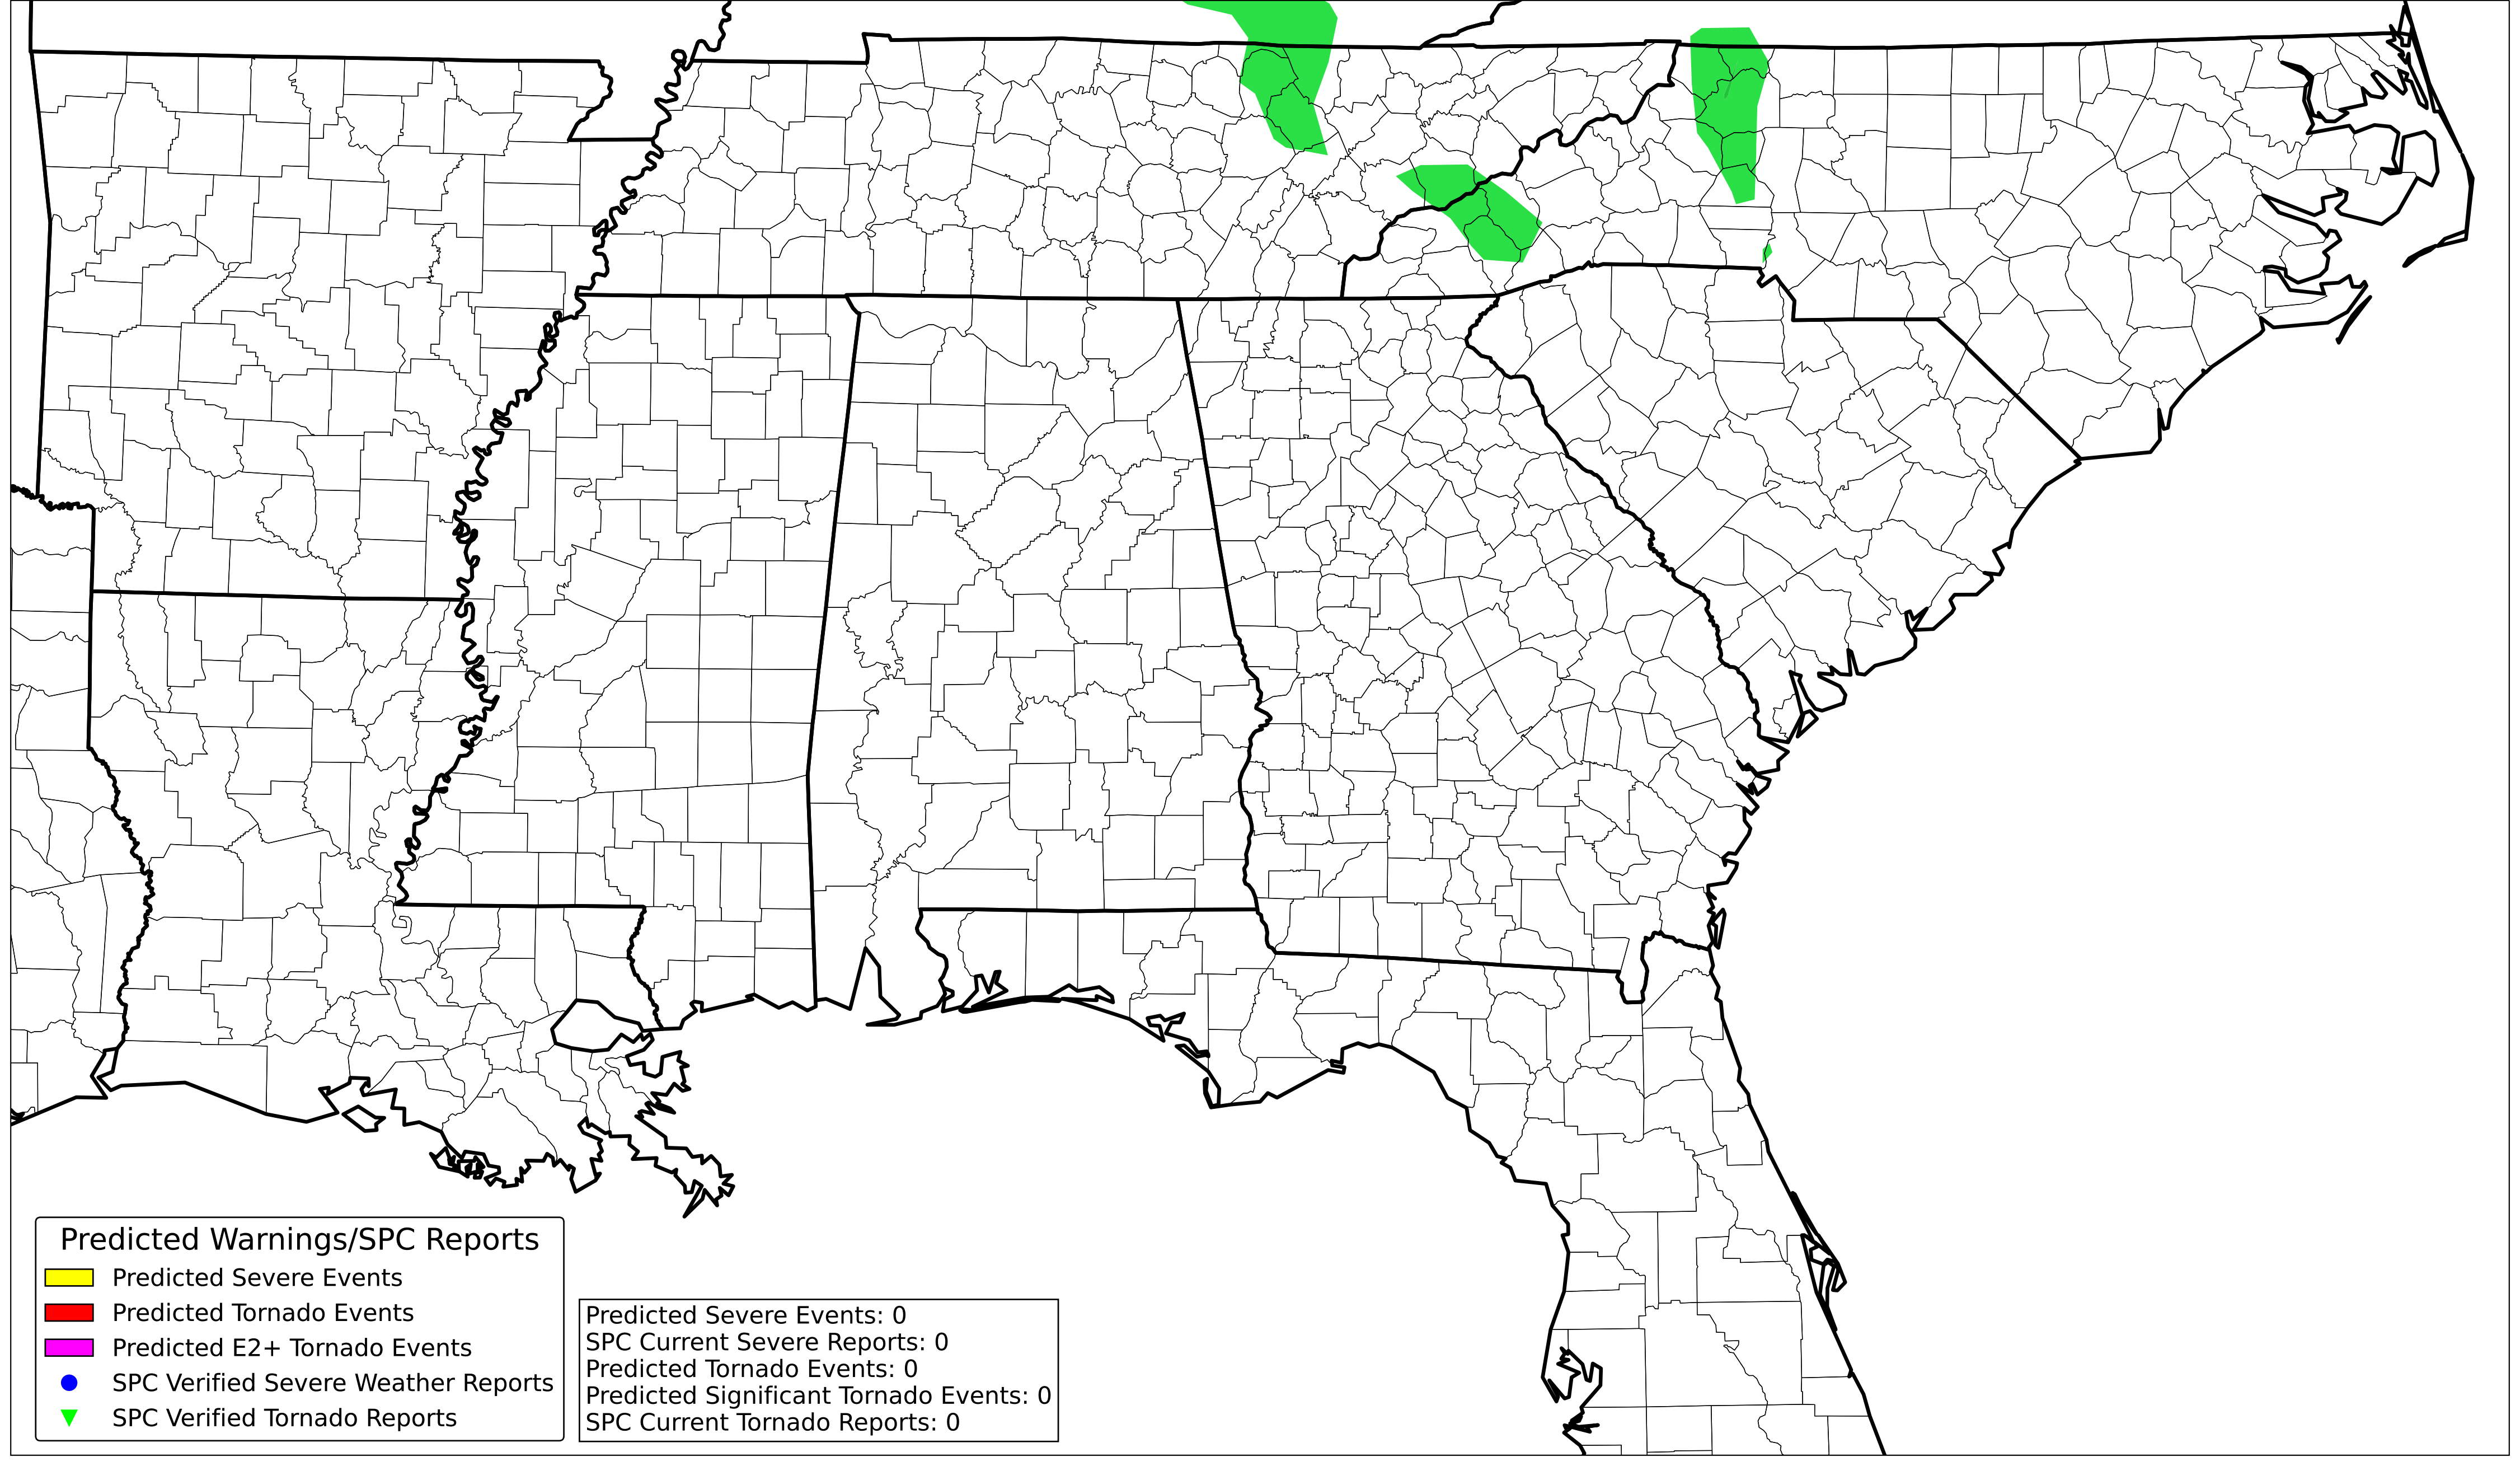 Predicted Warnings/SPC Reports
Predicted Severe Events
Predicted Tornado Events
Predicted E2+ Tornado Events
SPC Verified Severe Weather Reports
SPC Verified Tornado Reports
Predicted Severe Events: 0
SPC Current Severe Reports: 0
Predicted Tornado Events: 0
Predicted Significant Tornado Events: 0
SPC Current Tornado Reports: 0